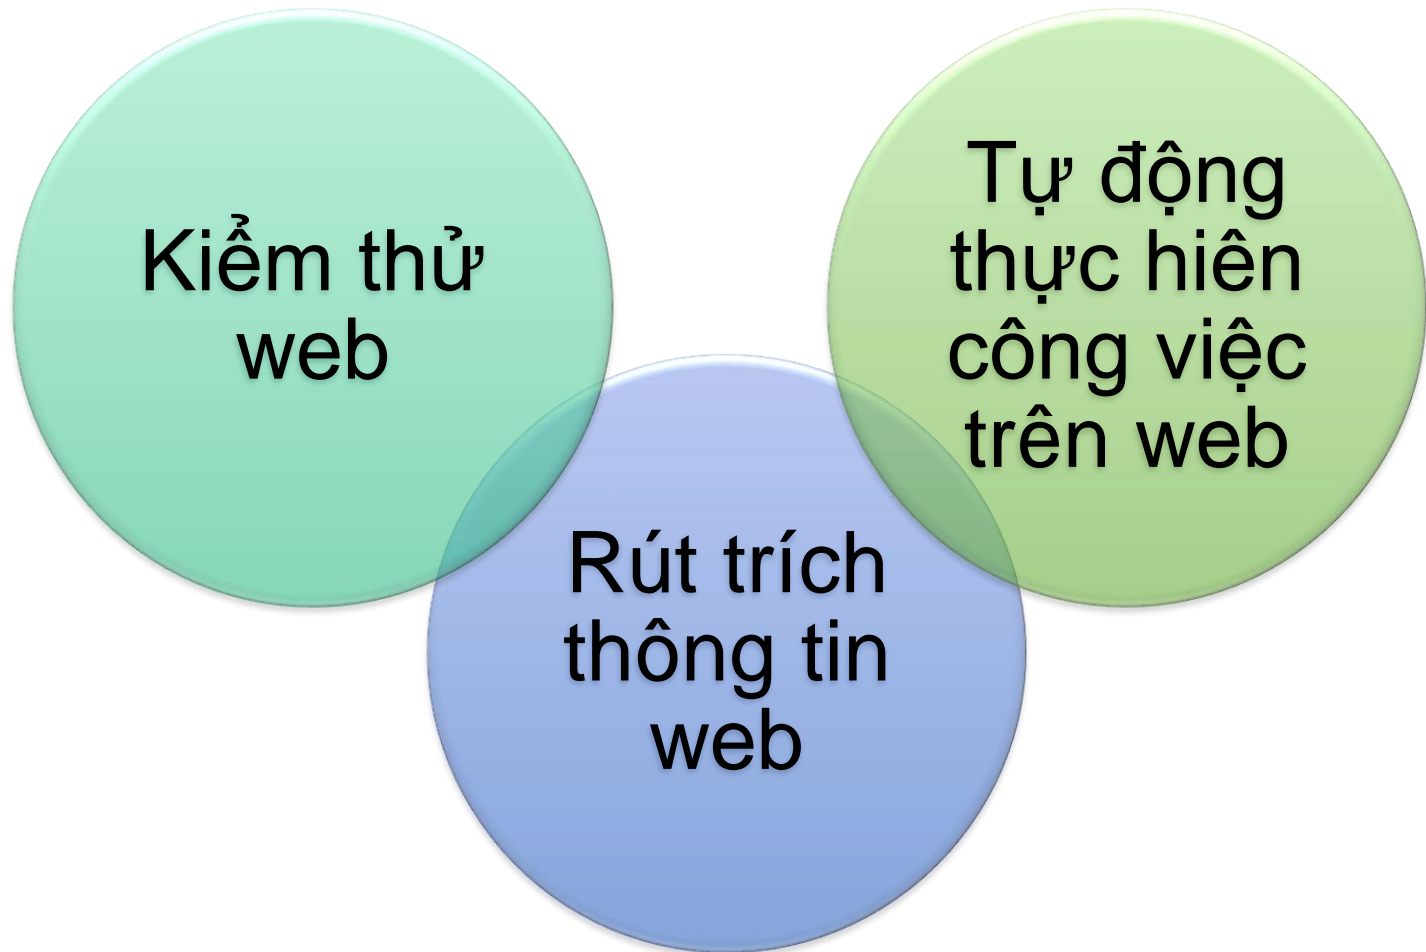 Kiểm thử
web
Tự động
thực hiên
công việc
trên web
Rút trích
thông tin
web